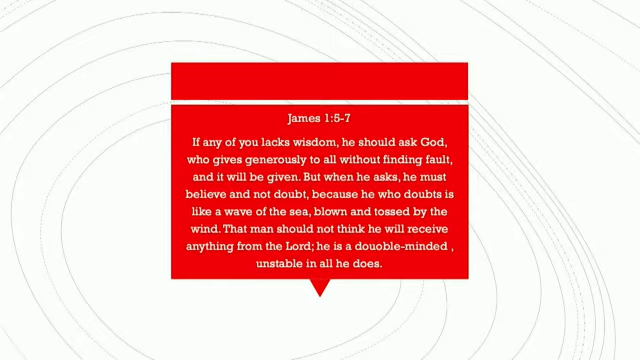 James 1:5-7
If any of you lacks wisdom, he should ask God,
who gives generously to all without finding fault,
and it will be given. But when he asks, he must
believe and not doubt, because he who doubts is
like a wave of the sea, blown and tossed by the
wind. That man should not think he will receive
anything from the Lord; he is a douoble-minded ,
unstable in all he does.